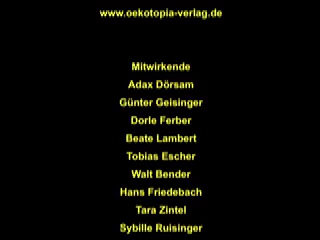 www.oekotopia-verlag.de
Mitwirkende
Adax Dörsam
Günter Geisinger
Dorle Ferber
Beate Lambert
Tobias Escher
Walt Bender
Hans Friedebach
Tara Zintel
Sybille Ruisinger